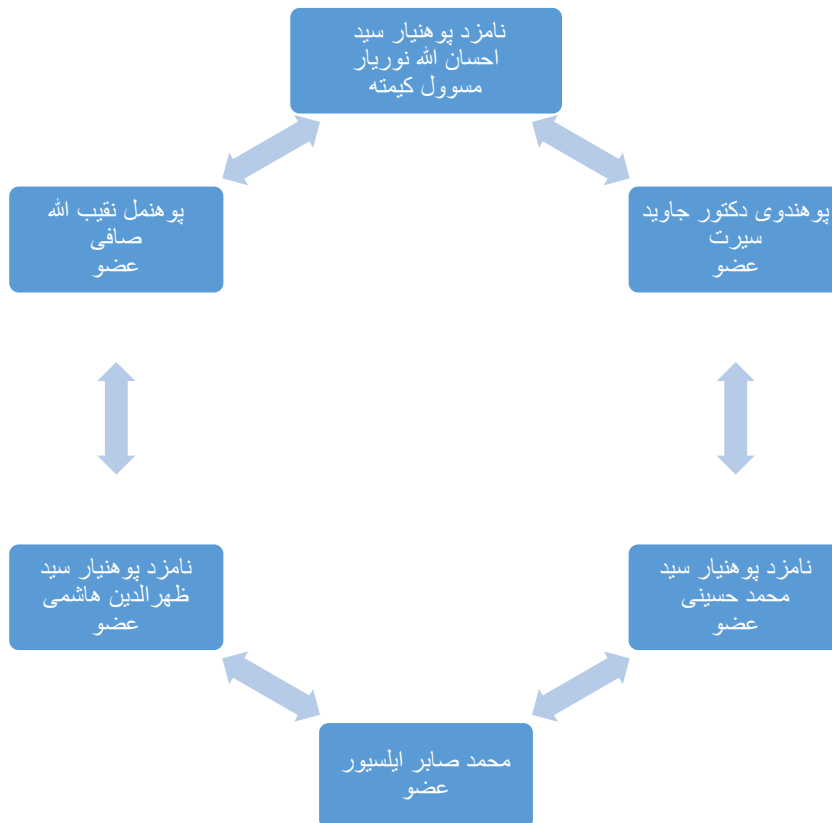 نامزد پوهنیار سید
احسان الله نوریار
مسوول کیمته
پوهندوی دکتور جاوید
سیرت
عضو
پوهنمل نقیب الله
صافی
عضو
نامزد پوهنیار سید
محمد حسینی
عضو
نامزد پوهنیار سید
ظهرالدین هاشمی
عضو
محمد صابر ایلسیور
عضو